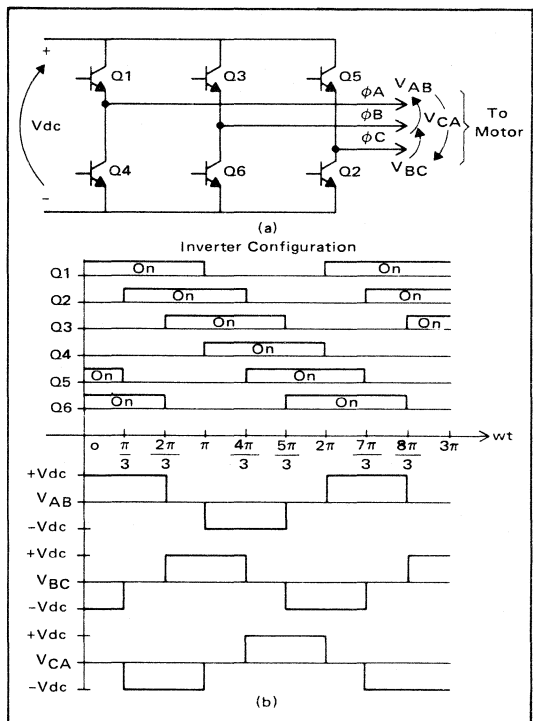 +
Q1
Q3
Q5
φA
VAB
φB
VCA
To Motor
Vdc
φC
VBC
Q4
Q6
Q2
–
(a)
Inverter Configuration
Q1 On On
Q2 On On
Q3 On On
Q4 On
Q5 On On
Q6 On On
o π/3 2π/3 π 4π/3 5π/3 2π 7π/3 8π/3 3π wt
+Vdc
VAB
–Vdc
+Vdc
VBC
–Vdc
+Vdc
VCA
–Vdc
(b)